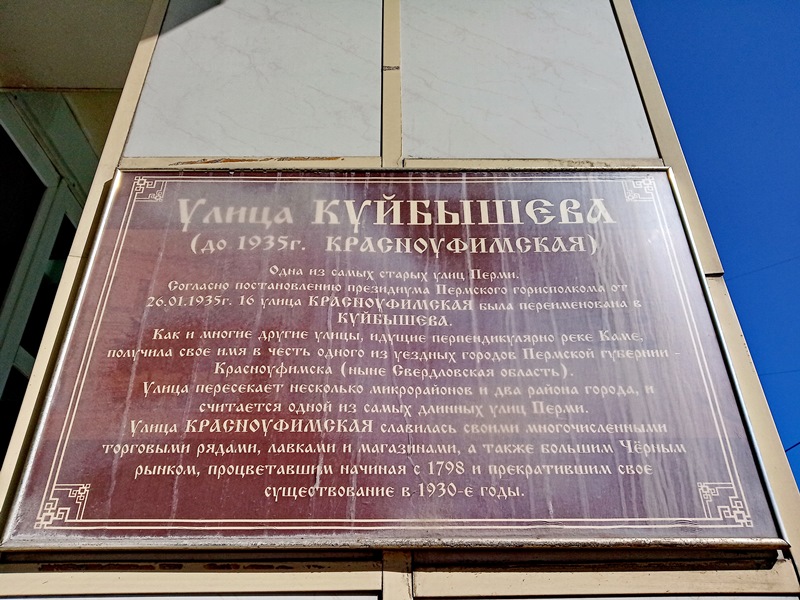 Улица КУЙБЫШЕВА
(до 1935г. КРАСНОУФИМСКАЯ)
Одна из самых старых улиц Перми.
Согласно постановлению президиума Пермского горисполкома от
26.01.1935г. 16 улица КРАСНОУФИМСКАЯ была переименована в
КУЙБЫШЕВА.
Как и многие другие улицы, идущие перпендикулярно реке Каме,
получила свое имя в честь одного из уездных городов Пермской губернии -
Красноуфимска (ныне Свердловская область).
Улица пересекает несколько микрорайонов и два района города, и
считается одной из самых длинных улиц Перми.
Улица КРАСНОУФИМСКАЯ славилась своими многочисленными
торговыми рядами, лавками и магазинами, а также большим Чёрным
рынком, процветавшим начиная с 1798 и прекратившим свое
существование в 1930-е годы.